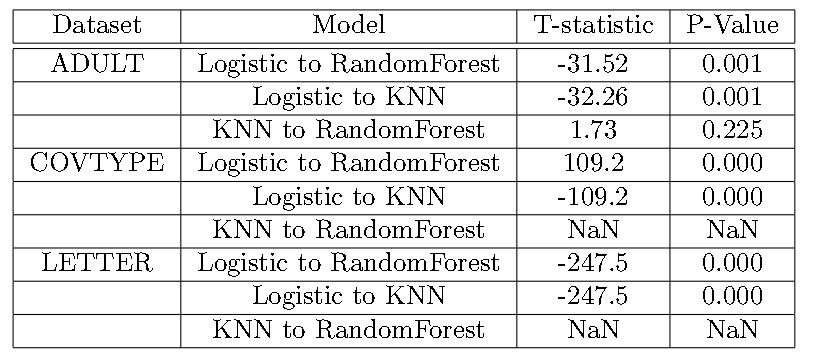 Dataset Model T-statistic P-Value
ADULT Logistic to RandomForest -31.52 0.001
Logistic to KNN -32.26 0.001
KNN to RandomForest 1.73 0.225
COVTYPE Logistic to RandomForest 109.2 0.000
Logistic to KNN -109.2 0.000
KNN to RandomForest NaN NaN
LETTER Logistic to RandomForest -247.5 0.000
Logistic to KNN -247.5 0.000
KNN to RandomForest NaN NaN